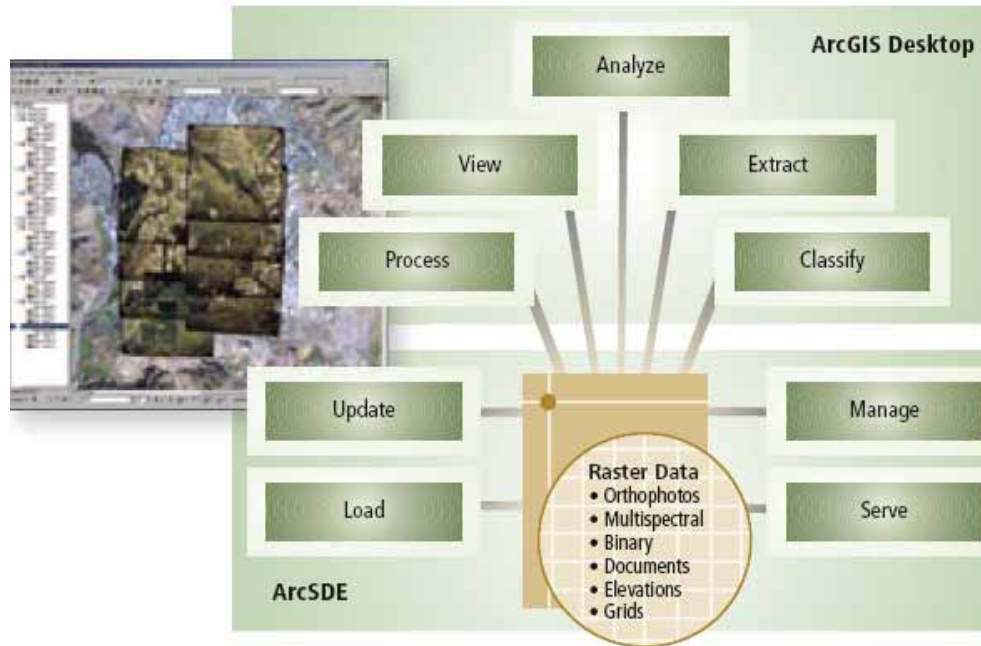 ArcGIS Desktop
Analyze
View
Extract
Process
Classify
Update
Manage
Load
Serve
Raster Data
• Orthophotos
• Multispectral
• Binary
• Documents
• Elevations
• Grids
ArcSDE